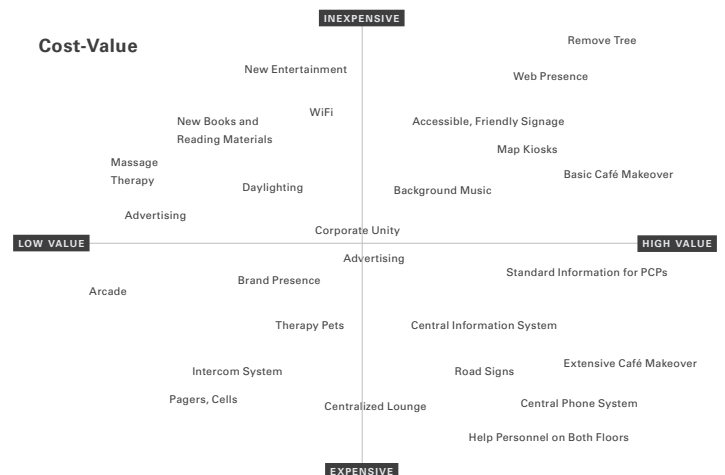 INEXPENSIVE
Cost-Value
Remove Tree
New Entertainment
Web Presence
WiFi
New Books and
Reading Materials
Accessible, Friendly Signage
Map Kiosks
Massage
Therapy
Basic Café Makeover
Daylighting
Background Music
Advertising
Corporate Unity
LOW VALUE
HIGH VALUE
Advertising
Standard Information for PCPs
Brand Presence
Arcade
Therapy Pets
Central Information System
Extensive Café Makeover
Intercom System
Road Signs
Pagers, Cells
Centralized Lounge
Central Phone System
Help Personnel on Both Floors
EXPENSIVE